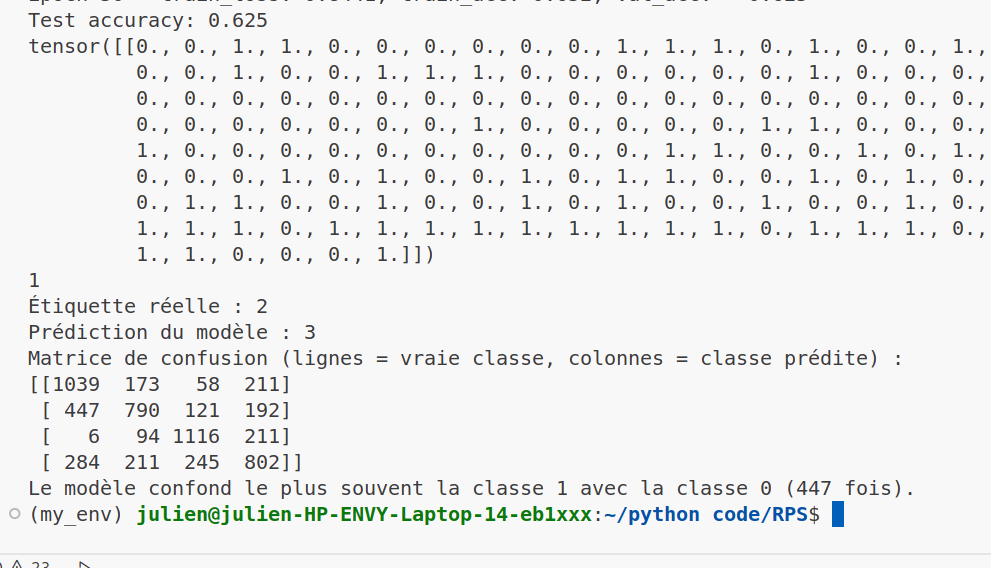 Test accuracy: 0.625
tensor([[0., 0., 1., 1., 0., 0., 0., 0., 0., 0., 1., 1., 1., 0., 1., 0., 0., 1.,
0., 0., 1., 0., 0., 1., 1., 1., 0., 0., 0., 0., 0., 0., 1., 0., 0., 0.,
0., 0., 0., 0., 0., 0., 0., 0., 0., 0., 0., 0., 0., 0., 0., 0., 0., 0.,
0., 0., 0., 0., 0., 0., 0., 1., 0., 0., 0., 0., 0., 1., 1., 0., 0., 0.,
1., 0., 0., 0., 0., 0., 0., 0., 0., 0., 0., 1., 1., 0., 0., 1., 0., 1.,
0., 0., 0., 1., 0., 1., 0., 0., 1., 0., 1., 1., 0., 0., 1., 0., 1., 0.,
0., 1., 1., 0., 0., 1., 0., 0., 1., 0., 1., 0., 0., 1., 0., 0., 1., 0.,
1., 1., 1., 0., 1., 1., 1., 1., 1., 1., 1., 1., 1., 0., 1., 1., 1., 0.,
1., 1., 0., 0., 0., 1.]])
1
Étiquette réelle : 2
Prédiction du modèle : 3
Matrice de confusion (lignes = vraie classe, colonnes = classe prédite) :
[[1039 173 58 211]
[ 447 790 121 192]
[ 6 94 1116 211]
[ 284 211 245 802]]
Le modèle confond le plus souvent la classe 1 avec la classe 0 (447 fois).
(my_env) julien@julien-HP-ENVY-Laptop-14-eb1xxx:~/python code/RPS$
23